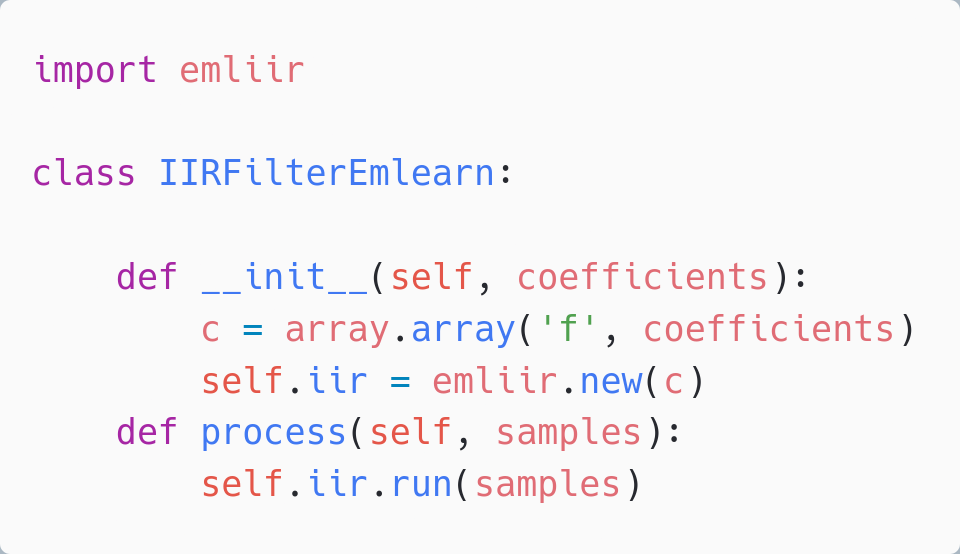 import emliir

class IIRFilterEmlearn:

    def __init__(self, coefficients):
        c = array.array('f', coefficients)
        self.iir = emliir.new(c)
    def process(self, samples):
        self.iir.run(samples)